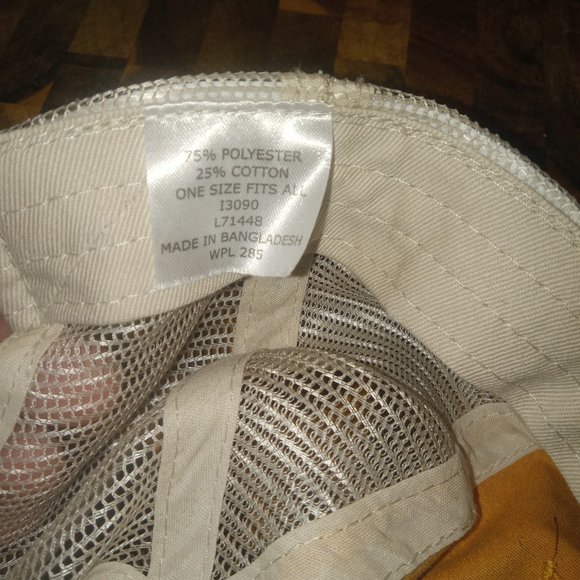 75% POLYESTER
25% COTTON
ONE SIZE FITS ALL
I3090
L71448
MADE IN BANGLADESH
WPL 285